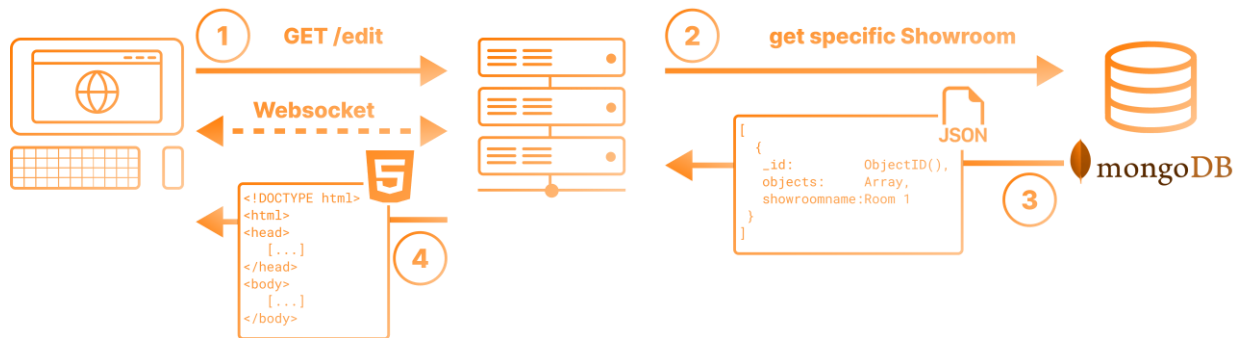 1
GET /edit
2
get specific Showroom
Websocket
JSON
[
{
_id: ObjectID(),
objects: Array,
showroomname:Room 1
}
]
mongoDB
3
5
<!DOCTYPE html>
<html>
<head>
[...]
</head>
<body>
[...]
</body>
4